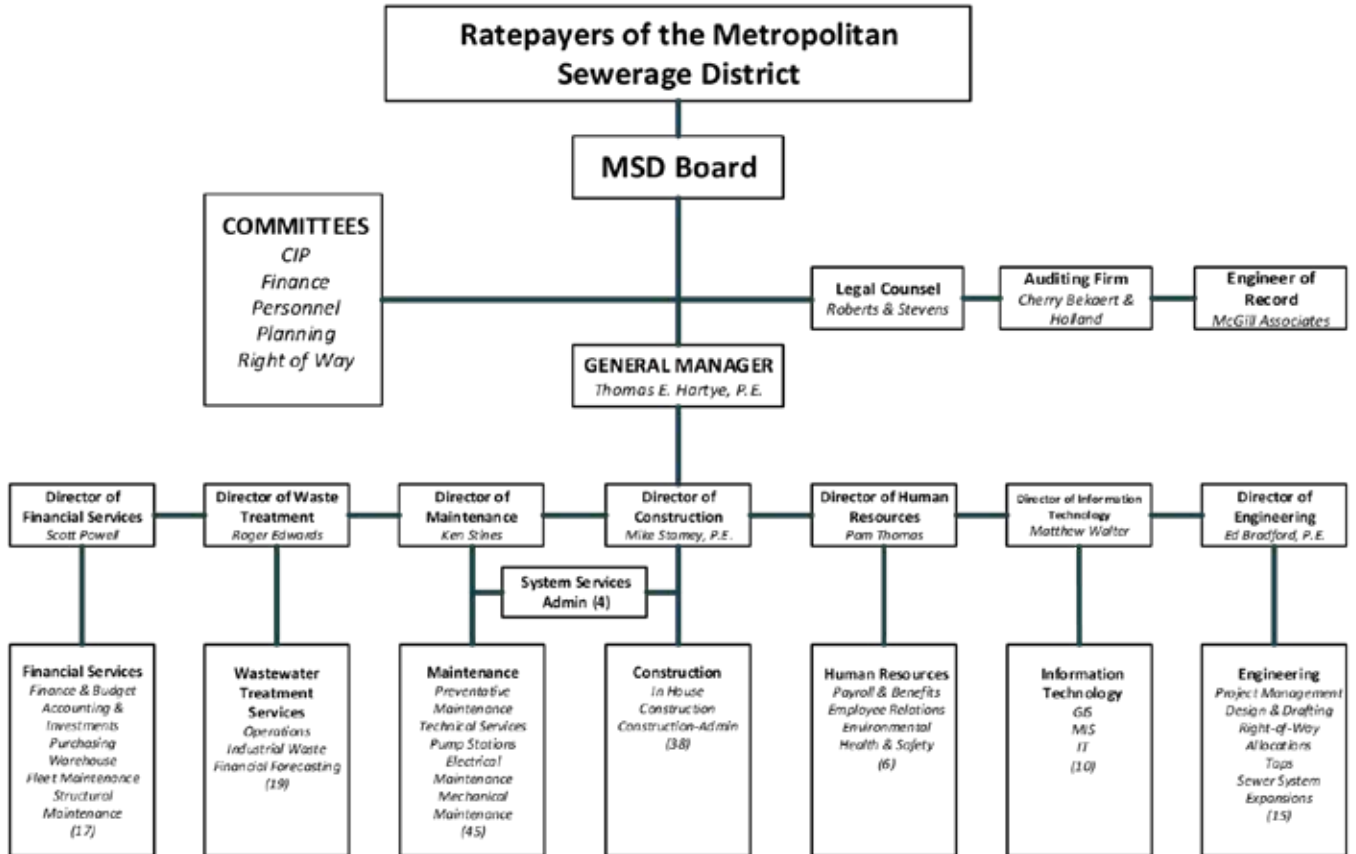 Ratepayers of the Metropolitan
Sewerage District
MSD Board
COMMITTEES
CIP
Finance
Personnel
Planning
Right of Way
Legal Counsel
Roberts & Stevens
Auditing Firm
Cherry Bekaert &
Holland
Engineer of
Record
McGill Associates
GENERAL MANAGER
Thomas E. Hartye, P.E.
Director of
Financial Services
Scott Powell
Director of Waste
Treatment
Roger Edwards
Director of
Maintenance
Ken Stines
Director of
Construction
Mike Stamey, P.E.
Director of Human
Resources
Pam Thomas
Director of Information
Technology
Matthew Walter
Director of
Engineering
Ed Bradford, P.E.
System Services
Admin (4)
Financial Services
Finance & Budget
Accounting &
Investments
Purchasing
Warehouse
Fleet Maintenance
Structural
Maintenance
(17)
Wastewater
Treatment
Services
Operations
Industrial Waste
Financial Forecasting
(19)
Maintenance
Preventative
Maintenance
Technical Services
Pump Stations
Electrical
Maintenance
Mechanical
Maintenance
(45)
Construction
In House
Construction
Construction-Admin
(38)
Human Resources
Payroll & Benefits
Employee Relations
Environmental
Health & Safety
(6)
Information
Technology
GIS
MIS
IT
(10)
Engineering
Project Management
Design & Drafting
Right-of-Way
Allocations
Taps
Sewer System
Expansions
(15)